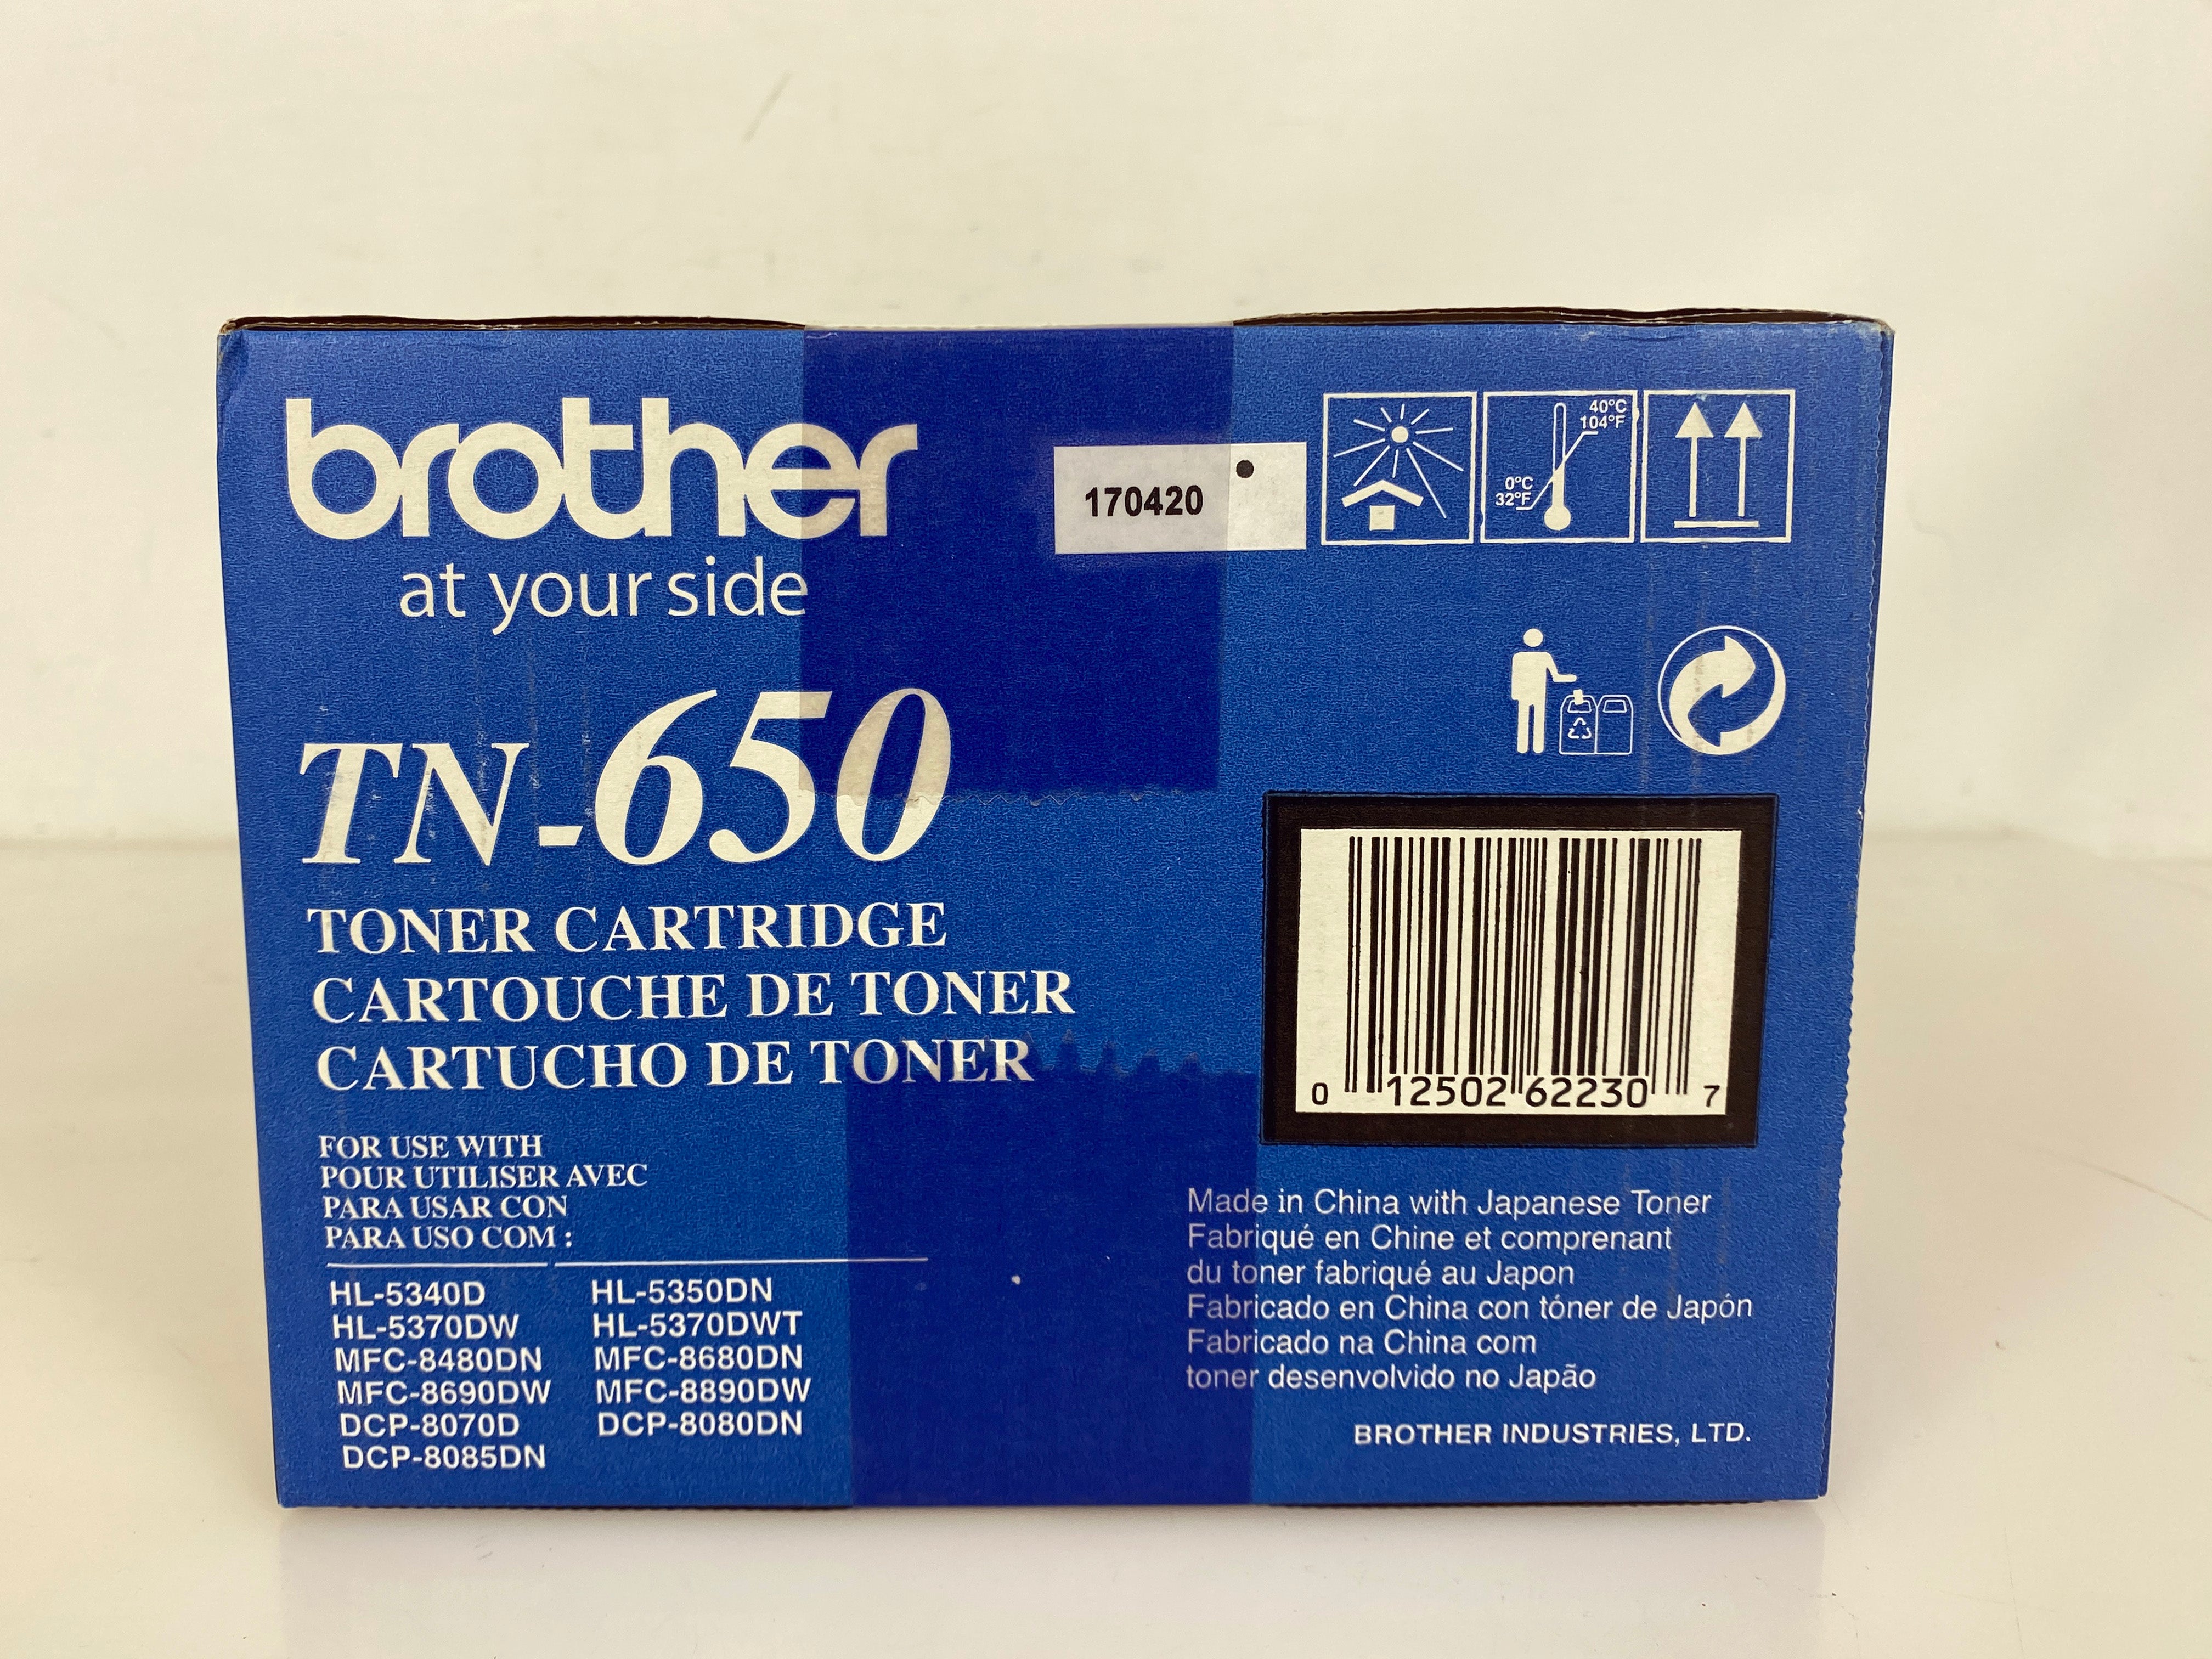 brother
at your side
170420
40°C
104°F
0°C
32°F
TN-650
TONER CARTRIDGE
CARTOUCHE DE TONER
CARTUCHO DE TONER
FOR USE WITH
POUR UTILISER AVEC
PARA USAR CON
PARA USO COM :
HL-5340D HL-5350DN
HL-5370DW HL-5370DWT
MFC-8480DN MFC-8680DN
MFC-8690DW MFC-8890DW
DCP-8070D DCP-8080DN
DCP-8085DN
0 12502 62230 7
Made in China with Japanese Toner
Fabriqué en Chine et comprenant
du toner fabriqué au Japon
Fabricado en China con tóner de Japón
Fabricado na China com
toner desenvolvido no Japão
BROTHER INDUSTRIES, LTD.